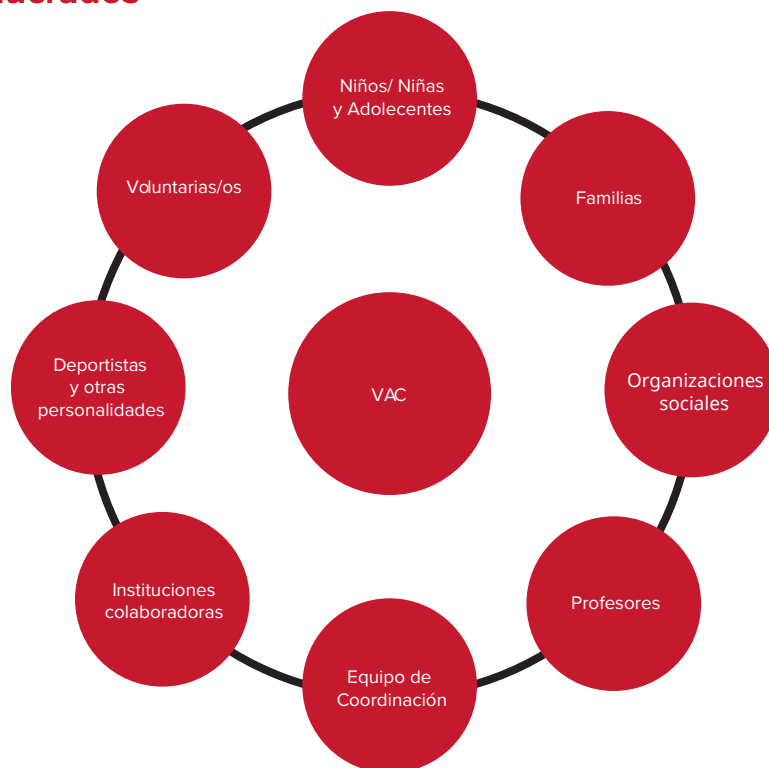 Niños/ Niñas
y Adolecentes
Voluntarias/os
Familias
Deportistas
y otras
personalidades
VAC
Organizaciones
sociales
Instituciones
colaboradoras
Profesores
Equipo de
Coordinación